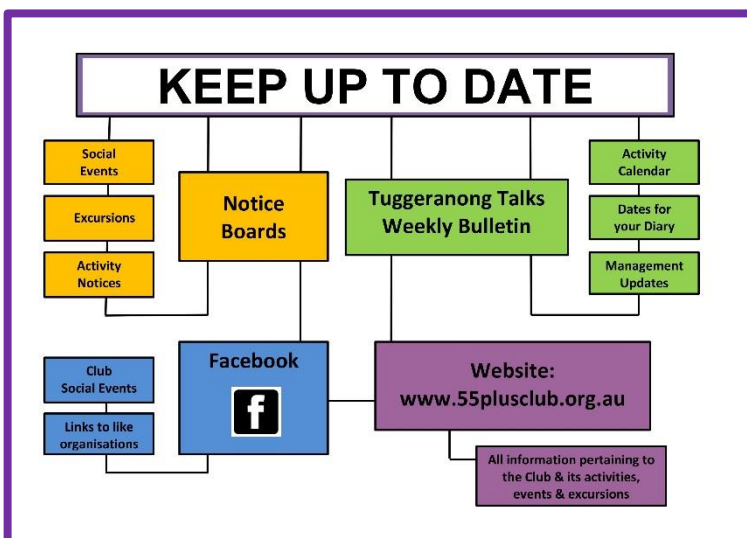 KEEP UP TO DATE
Social
Events
Excursions
Activity
Notices
Notice
Boards
Tuggeranong Talks
Weekly Bulletin
Activity
Calendar
Dates for
your Diary
Management
Updates
Club
Social Events
Links to like
organisations
Facebook
f
Website:
www.55plusclub.org.au
All information pertaining to
the Club & its activities,
events & excursions